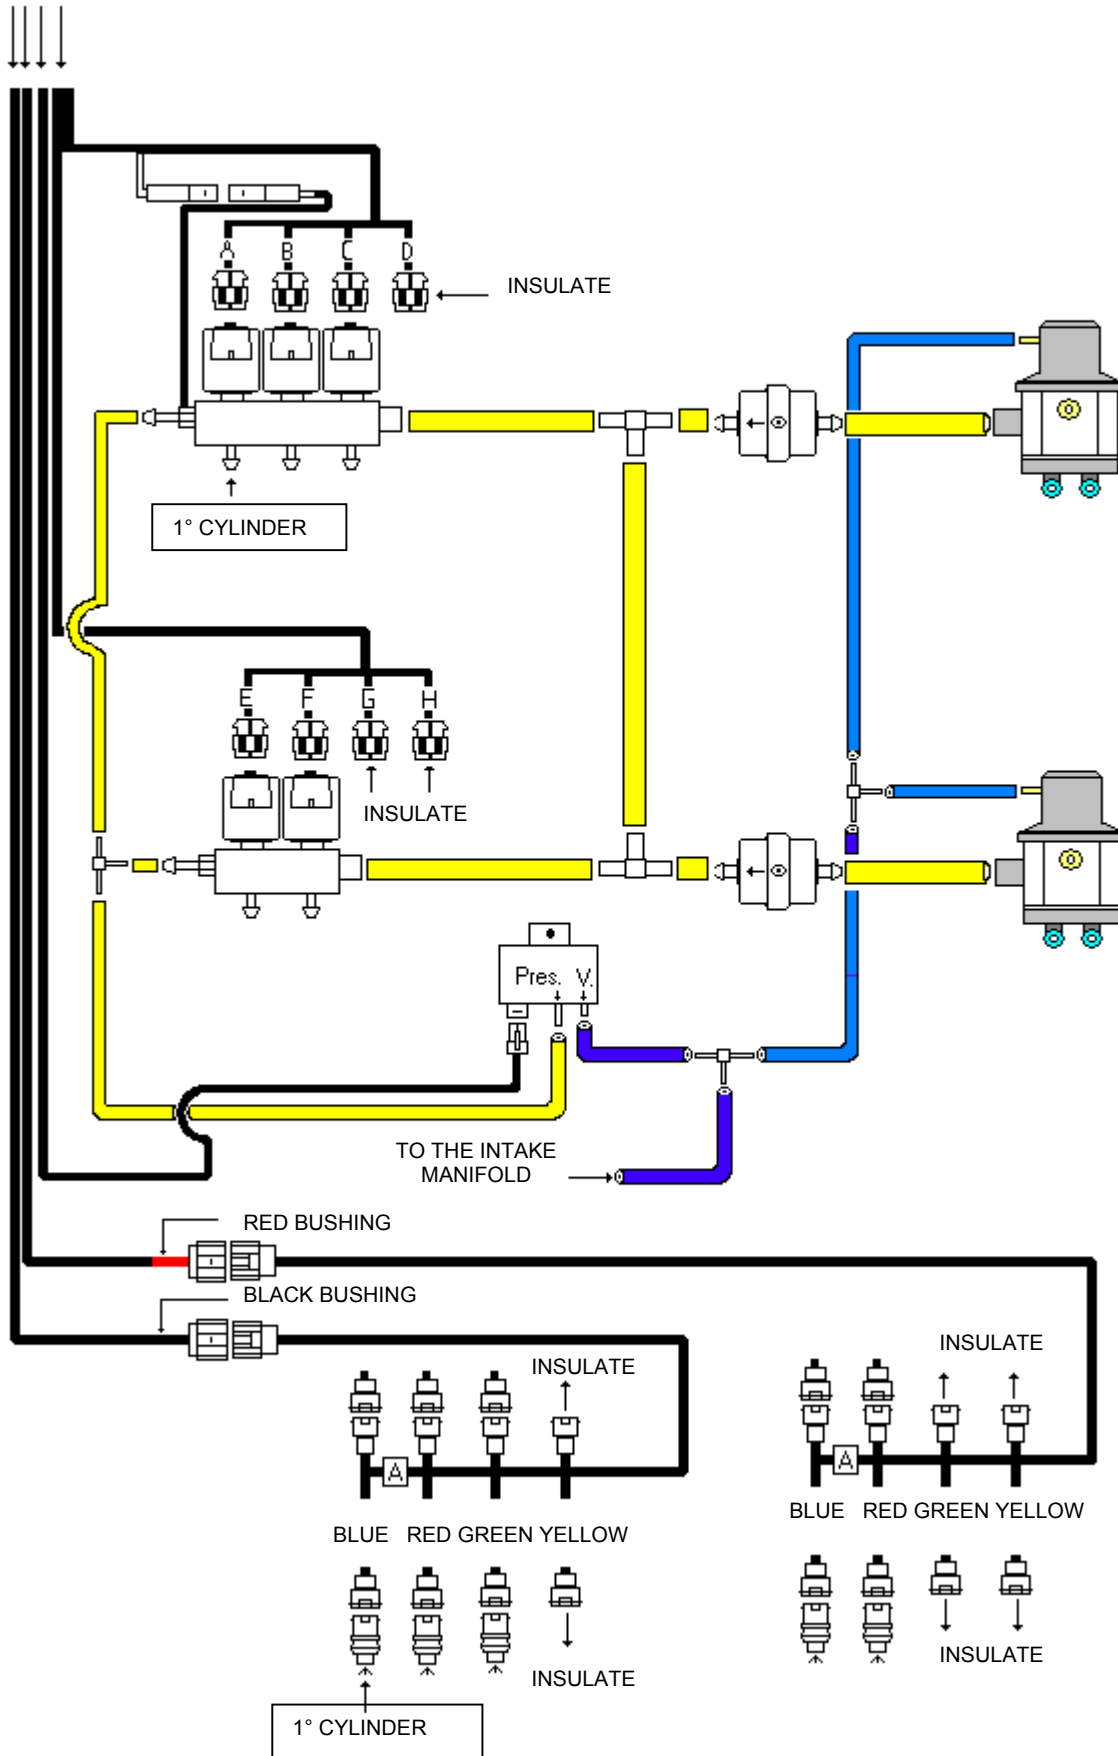 A B C D
INSULATE
1° CYLINDER
E F G H
INSULATE
Pres. V.
TO THE INTAKE
MANIFOLD
RED BUSHING
BLACK BUSHING
INSULATE
INSULATE
A
A
BLUE RED GREEN YELLOW
BLUE RED GREEN YELLOW
INSULATE
INSULATE
1° CYLINDER